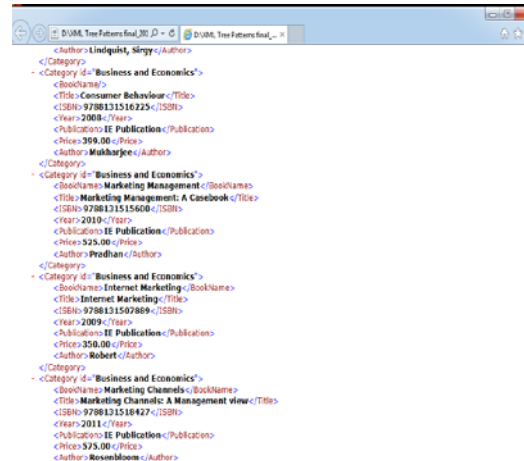 D:\XML Tree Patterns final_201
D:\XML Tree Patterns final_...
<Author>Lindquist, Sirgy</Author>
</Category>
- <Category id="Business and Economics">
<BookName/>
<Title>Consumer Behaviour</Title>
<ISBN>9788131516225</ISBN>
<Year>2008</Year>
<Publication>IE Publication</Publication>
<Price>399.00</Price>
<Author>Mukharjee</Author>
</Category>
- <Category id="Business and Economics">
<BookName>Marketing Management</BookName>
<Title>Marketing Management: A Casebook</Title>
<ISBN>9788131515600</ISBN>
<Year>2010</Year>
<Publication>IE Publication</Publication>
<Price>525.00</Price>
<Author>Pradhan</Author>
</Category>
- <Category id="Business and Economics">
<BookName>Internet Marketing</BookName>
<Title>Internet Marketing</Title>
<ISBN>9788131507889</ISBN>
<Year>2009</Year>
<Publication>IE Publication</Publication>
<Price>350.00</Price>
<Author>Robert</Author>
</Category>
- <Category id="Business and Economics">
<BookName>Marketing Channels</BookName>
<Title>Marketing Channels: A Management view</Title>
<ISBN>9788131518427</ISBN>
<Year>2011</Year>
<Publication>IE Publication</Publication>
<Price>575.00</Price>
<Author>Rosenbloom</Author>